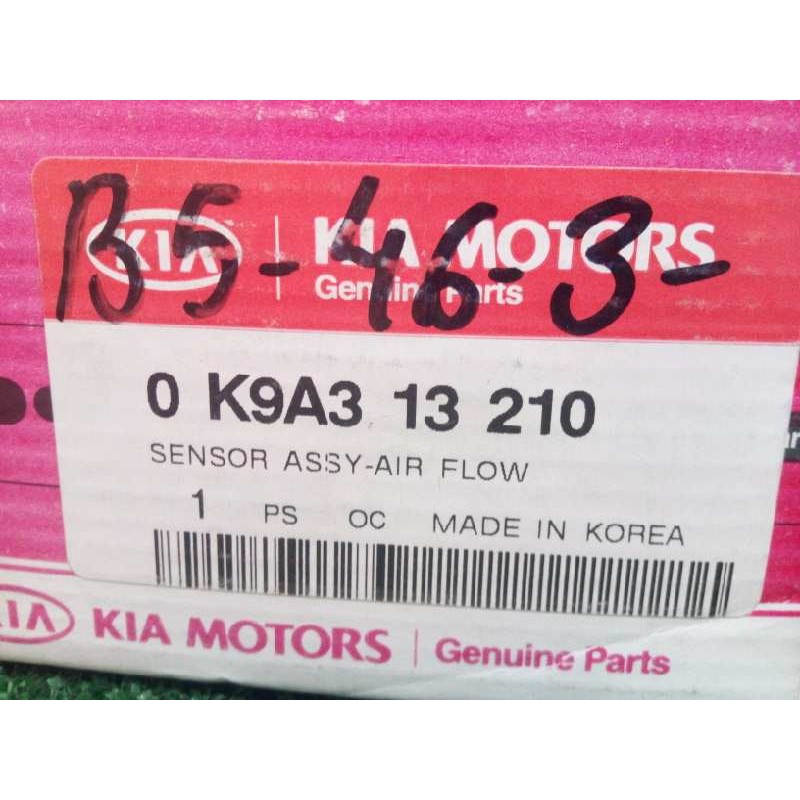 B5-46-3-
KIA KIA MOTORS
Genuine Parts
0 K9A3 13 210
SENSOR ASSY-AIR FLOW
1 PS OC MADE IN KOREA
KIA KIA MOTORS Genuine Parts